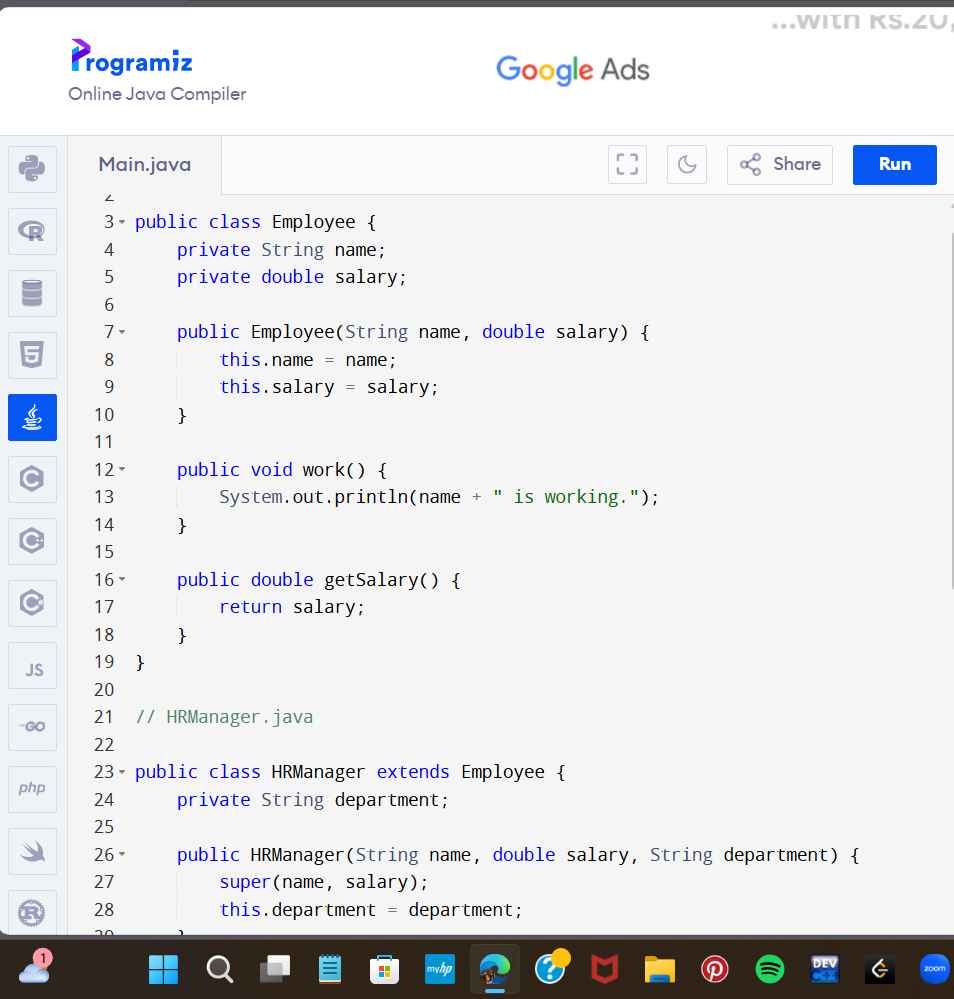 ...with Rs.20,
Programiz
Online Java Compiler
Google Ads
Main.java
Share
Run
2
3 public class Employee {
4 private String name;
5 private double salary;
6
7 public Employee(String name, double salary) {
8 this.name = name;
9 this.salary = salary;
10 }
11
12 public void work() {
13 System.out.println(name + " is working.");
14 }
15
16 public double getSalary() {
17 return salary;
18 }
19 }
20
21 // HRManager.java
22
23 public class HRManager extends Employee {
24 private String department;
25
26 public HRManager(String name, double salary, String department) {
27 super(name, salary);
28 this.department = department;
29 }
R
5
C
C+
C#
JS
GO
php
R
1
myhp
?
DEV
C++
zoom